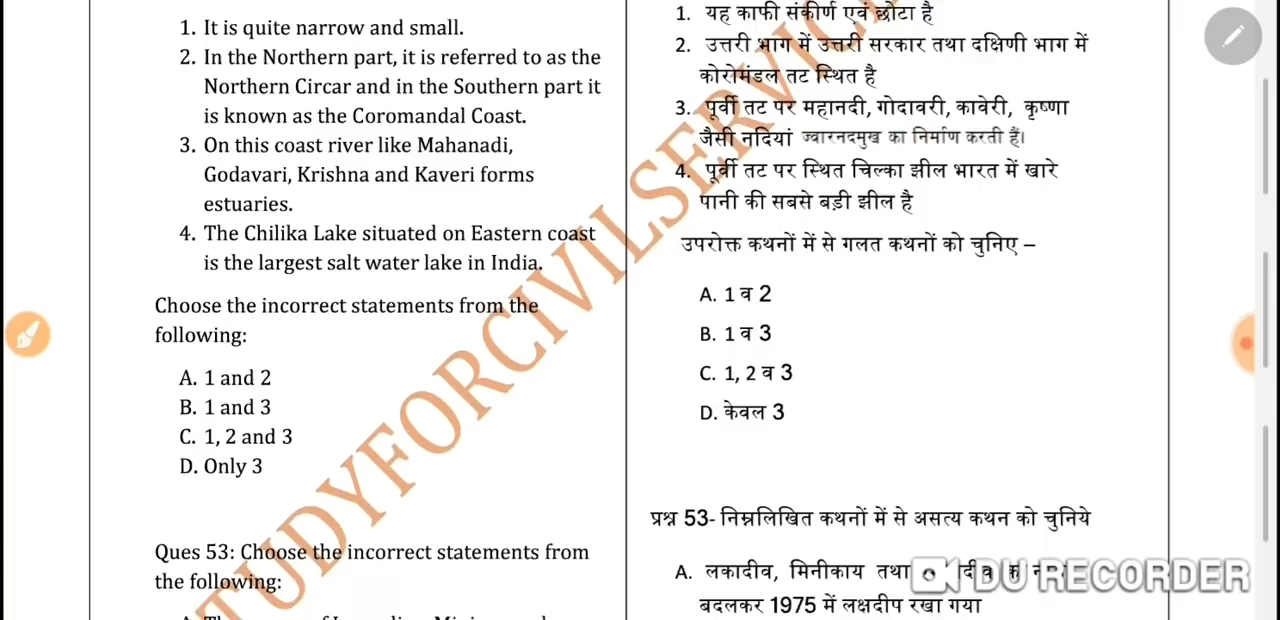 1. It is quite narrow and small.
2. In the Northern part, it is referred to as the
Northern Circar and in the Southern part it
is known as the Coromandal Coast.
3. On this coast river like Mahanadi,
Godavari, Krishna and Kaveri forms
estuaries.
4. The Chilika Lake situated on Eastern coast
is the largest salt water lake in India.
Choose the incorrect statements from the
following:
A. 1 and 2
B. 1 and 3
C. 1, 2 and 3
D. Only 3
Ques 53: Choose the incorrect statements from
the following:
1. यह काफी संकीर्ण एवं छोटा है
2. उत्तरी भाग में उत्तरी सरकार तथा दक्षिणी भाग में
कोरोमंडल तट स्थित है
3. पूर्वी तट पर महानदी, गोदावरी, कावेरी, कृष्णा
जैसी नदियां ज्वारनदमुख का निर्माण करती हैं।
4. पूर्वी तट पर स्थित चिल्का झील भारत में खारे
पानी की सबसे बड़ी झील है
उपरोक्त कथनों में से गलत कथनों को चुनिए –
A. 1 व 2
B. 1 व 3
C. 1, 2 व 3
D. केवल 3
प्रश्न 53- निम्नलिखित कथनों में से असत्य कथन को चुनिये
A. लकादीव, मिनीकाय तथा
बदलकर 1975 में लक्षदीप रखा गया
TUDYFORCIVILSERVIC
DU RECORDER